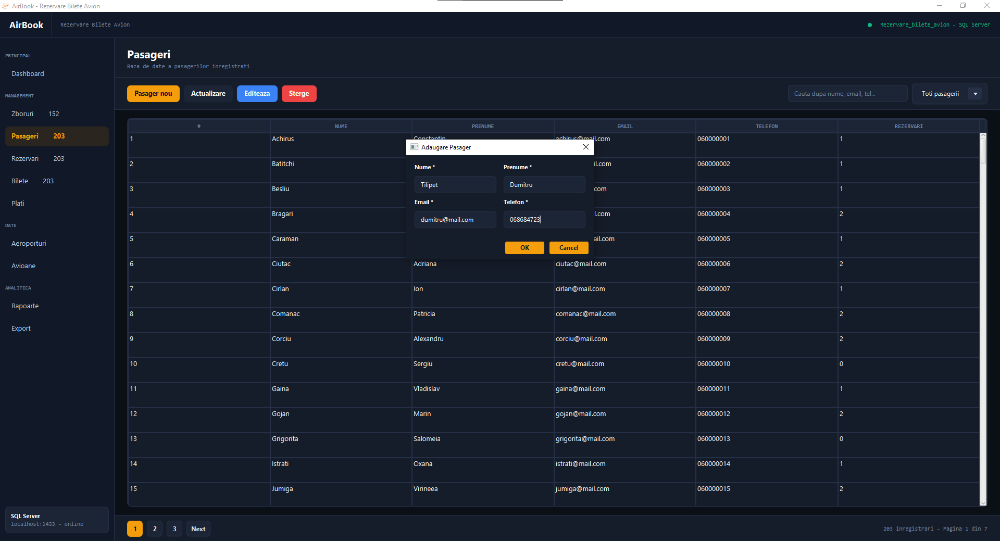 AirBook - Rezervare Bilete Avion
AirBook
Rezervare Bilete Avion
Rezervare_bilete_avion - SQL Server
PRINCIPAL
Dashboard
MANAGEMENT
Zboruri 152
Pasageri 203
Rezervari 203
Bilete 203
Plati
DATE
Aeroporturi
Avioane
ANALITICA
Rapoarte
Export
SQL Server
localhost:1433 - online
Pasageri
Baza de date a pasagerilor inregistrati
Pasager nou Actualizare Editeaza Sterge
Cauta dupa nume, email, tel...
Toti pasagerii
# NUME PRENUME EMAIL TELEFON REZERVARI
1 Achirus Constantin achirus@mail.com 060000001 1
2 Batitchi il.com 060000002 1
3 Besliu com 060000003 1
4 Bragari l.com 060000004 2
5 Caraman ail.com 060000005 1
6 Ciutac Adriana ciutac@mail.com 060000006 2
7 Cirlan Ion cirlan@mail.com 060000007 1
8 Comanac Patricia comanac@mail.com 060000008 2
9 Corciu Alexandru corciu@mail.com 060000009 2
10 Cretu Sergiu cretu@mail.com 060000010 0
11 Gaina Vladislav gaina@mail.com 060000011 1
12 Gojan Marin gojan@mail.com 060000012 2
13 Grigorita Salomeia grigorita@mail.com 060000013 0
14 Istrati Oxana istrati@mail.com 060000014 1
15 Jumiga Virineea jumiga@mail.com 060000015 2
Adaugare Pasager
Nume * Prenume *
Tilipet Dumitru
Email * Telefon *
dumitru@mail.com 068684723
OK Cancel
1 2 3 Next
203 inregistrari - Pagina 1 din 7